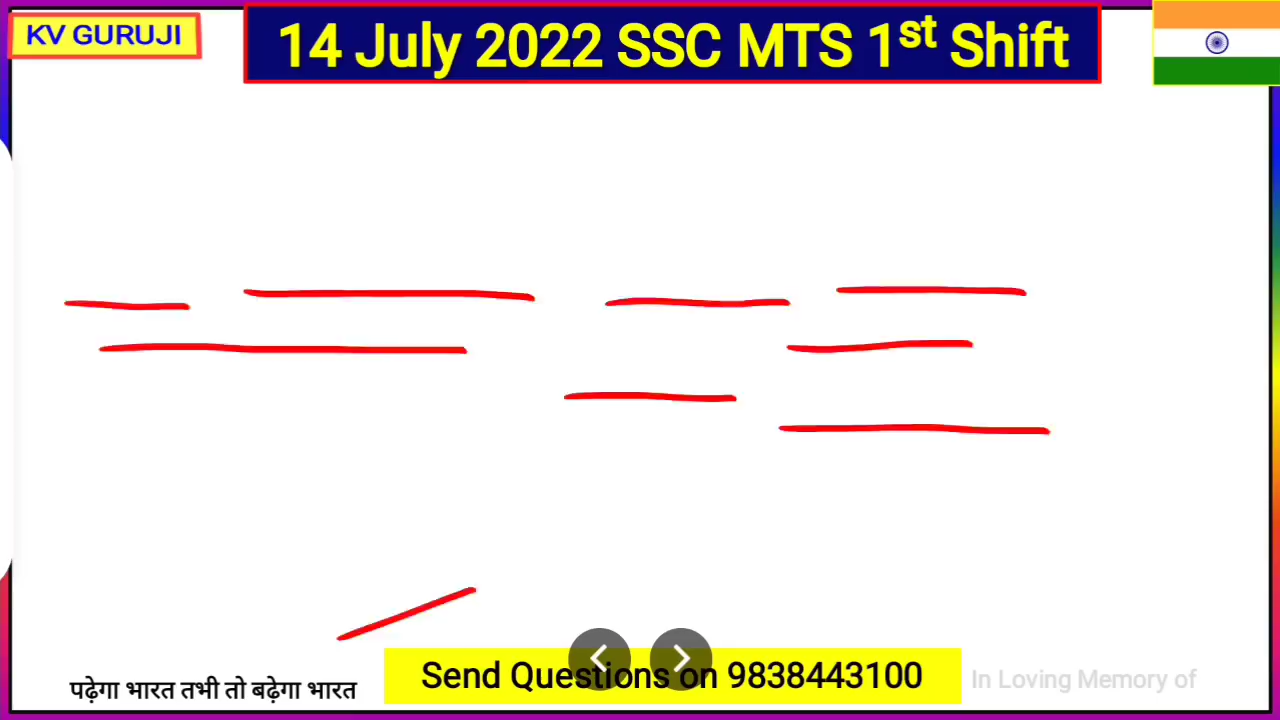 KV GURUJI
14 July 2022 SSC MTS 1st Shift
Send Questions on 9838443100
पढ़ेगा भारत तभी तो बढ़ेगा भारत
In Loving Memory of